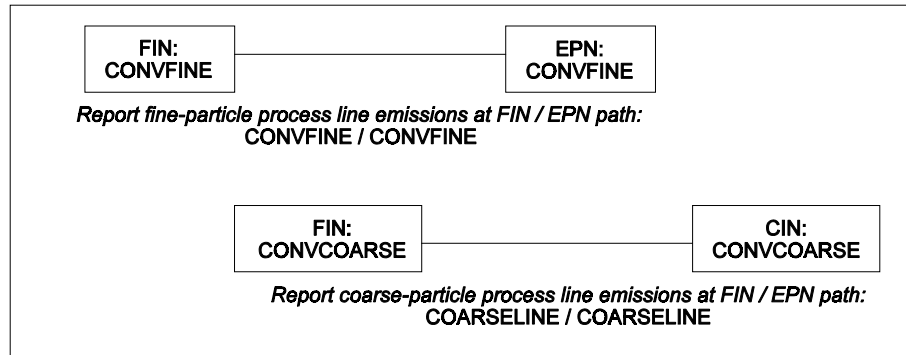 FIN:
CONVFINE
EPN:
CONVFINE
Report fine-particle process line emissions at FIN / EPN path:
CONVFINE / CONVFINE
FIN:
CONVCOARSE
CIN:
CONVCOARSE
Report coarse-particle process line emissions at FIN / EPN path:
COARSELINE / COARSELINE